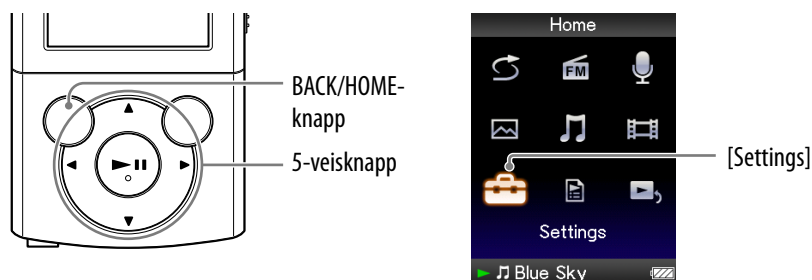 BACK/HOME-
knapp
5-veisknapp
Home
FM
[Settings]
Settings
Blue Sky